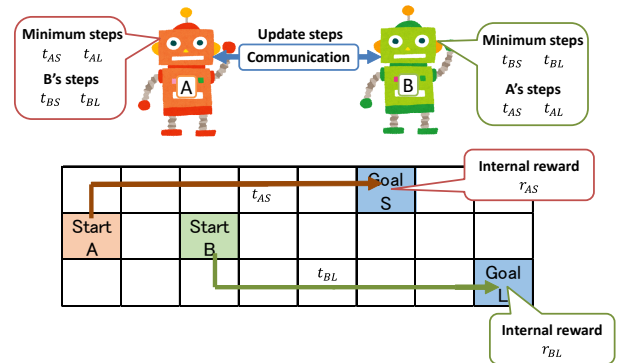 Minimum steps
t_AS t_AL
B's steps
t_BS t_BL
A
Update steps
Communication
B
Minimum steps
t_BS t_BL
A's steps
t_AS t_AL
Internal reward
r_AS
t_AS
Goal
S
Start
A
Start
B
t_BL
Goal
L
Internal reward
r_BL